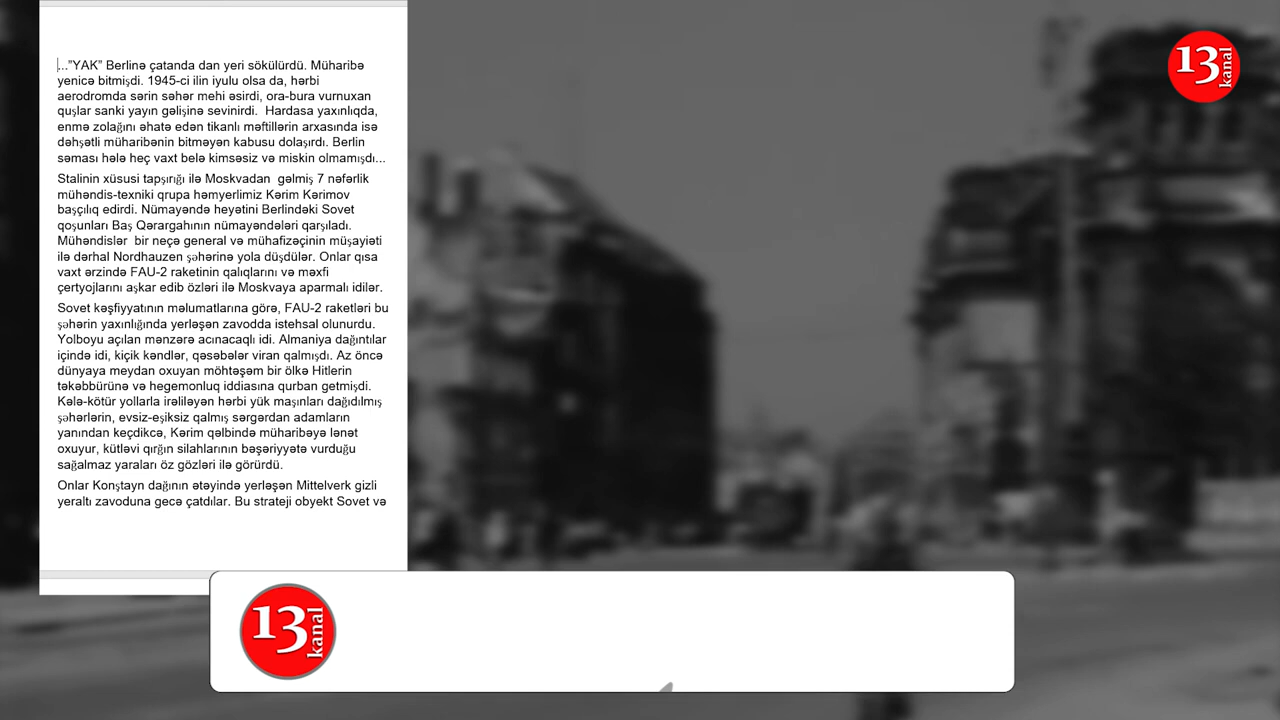 ..."YAK" Berlinə çatanda dan yeri sökülürdü. Müharibə
yenicə bitmişdi. 1945-ci ilin iyulu olsa da, hərbi
aerodromda sərin səhər mehi əsirdi, ora-bura vurnuxan
quşlar sanki yayın gəlişinə sevinirdi.  Hardasa yaxınlıqda,
enmə zolağını əhatə edən tikanlı məftillərin arxasında isə
dəhşətli müharibənin bitməyən kabusu dolaşırdı. Berlin
səması hələ heç vaxt belə kimsəsiz və miskin olmamışdı...
Stalinin xüsusi tapşırığı ilə Moskvadan  gəlmiş 7 nəfərlik
mühəndis-texniki qrupa həmyerlimiz Kərim Kərimov
başçılıq edirdi. Nümayəndə heyətini Berlindəki Sovet
qoşunları Baş Qərargahının nümayəndələri qarşıladı.
Mühəndislər  bir neçə general və mühafizəçinin müşayiəti
ilə dərhal Nordhauzen şəhərinə yola düşdülər. Onlar qısa
vaxt ərzində FAU-2 raketinin qalıqlarını və məxfi
çertyojlarını aşkar edib özləri ilə Moskvaya aparmalı idilər.
Sovet kəşfiyyatının məlumatlarına görə, FAU-2 raketləri bu
şəhərin yaxınlığında yerləşən zavodda istehsal olunurdu.
Yolboyu açılan mənzərə acınacaqlı idi. Almaniya dağıntılar
içində idi, kiçik kəndlər, qəsəbələr viran qalmışdı. Az öncə
dünyaya meydan oxuyan möhtəşəm bir ölkə Hitlerin
təkəbbürünə və hegemonluq iddiasına qurban getmişdi.
Kələ-kötür yollarla irəliləyən hərbi yük maşınları dağıdılmış
şəhərlərin, evsiz-eşiksiz qalmış sərgərdan adamların
yanından keçdikcə, Kərim qəlbində müharibəyə lənət
oxuyur, kütləvi qırğın silahlarının bəşəriyyətə vurduğu
sağalmaz yaraları öz gözləri ilə görürdü.
Onlar Konştayn dağının ətəyində yerləşən Mittelverk gizli
yeraltı zavoduna gecə çatdılar. Bu strateji obyekt Sovet və
13 kanal
13 kanal